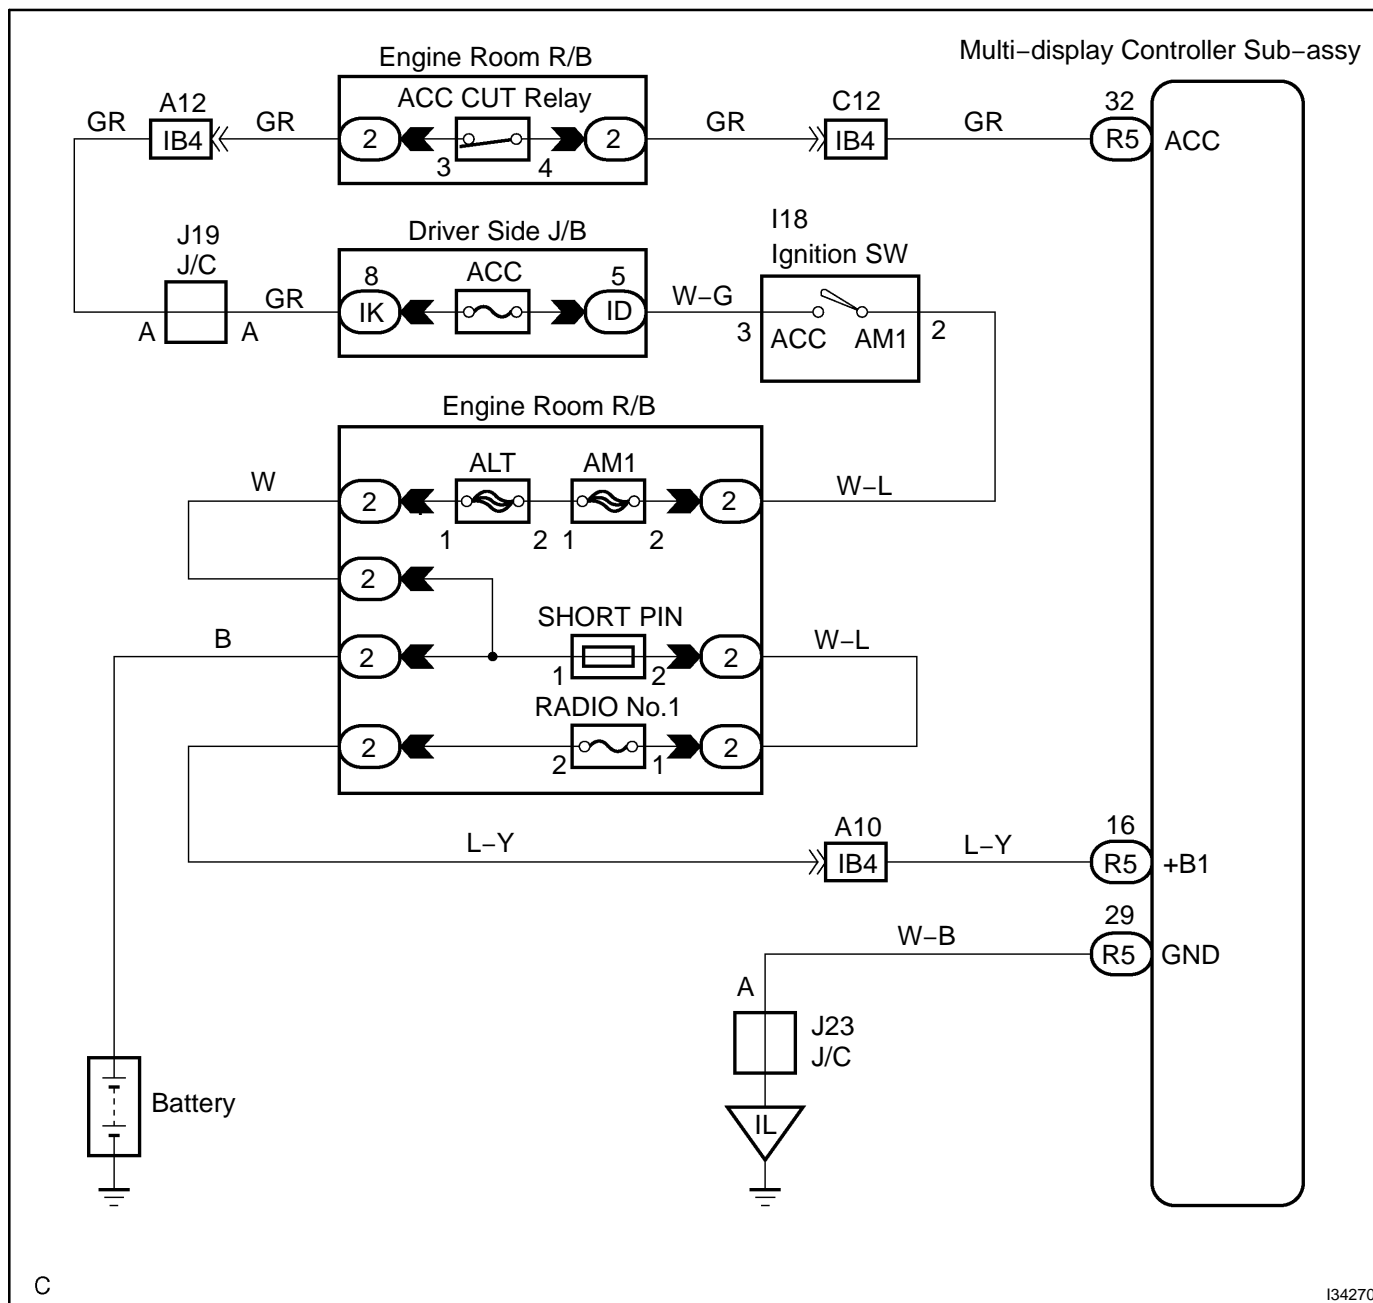 Engine Room R/B
Multi−display Controller Sub−assy
A12
ACC CUT Relay
C12
32
GR
IB4
GR
2
3
4
2
GR
IB4
GR
R5
ACC
J19
J/C
Driver Side J/B
I18
Ignition SW
8
ACC
5
A
A
GR
IK
ID
W−G
3
ACC
AM1
2
Engine Room R/B
W
ALT
AM1
2
1
2
1
2
2
W−L
2
B
SHORT PIN
2
1
2
2
W−L
RADIO No.1
2
2
1
2
L−Y
A10
IB4
L−Y
16
R5
+B1
29
W−B
R5
GND
A
J23
J/C
Battery
IL
C
I34270